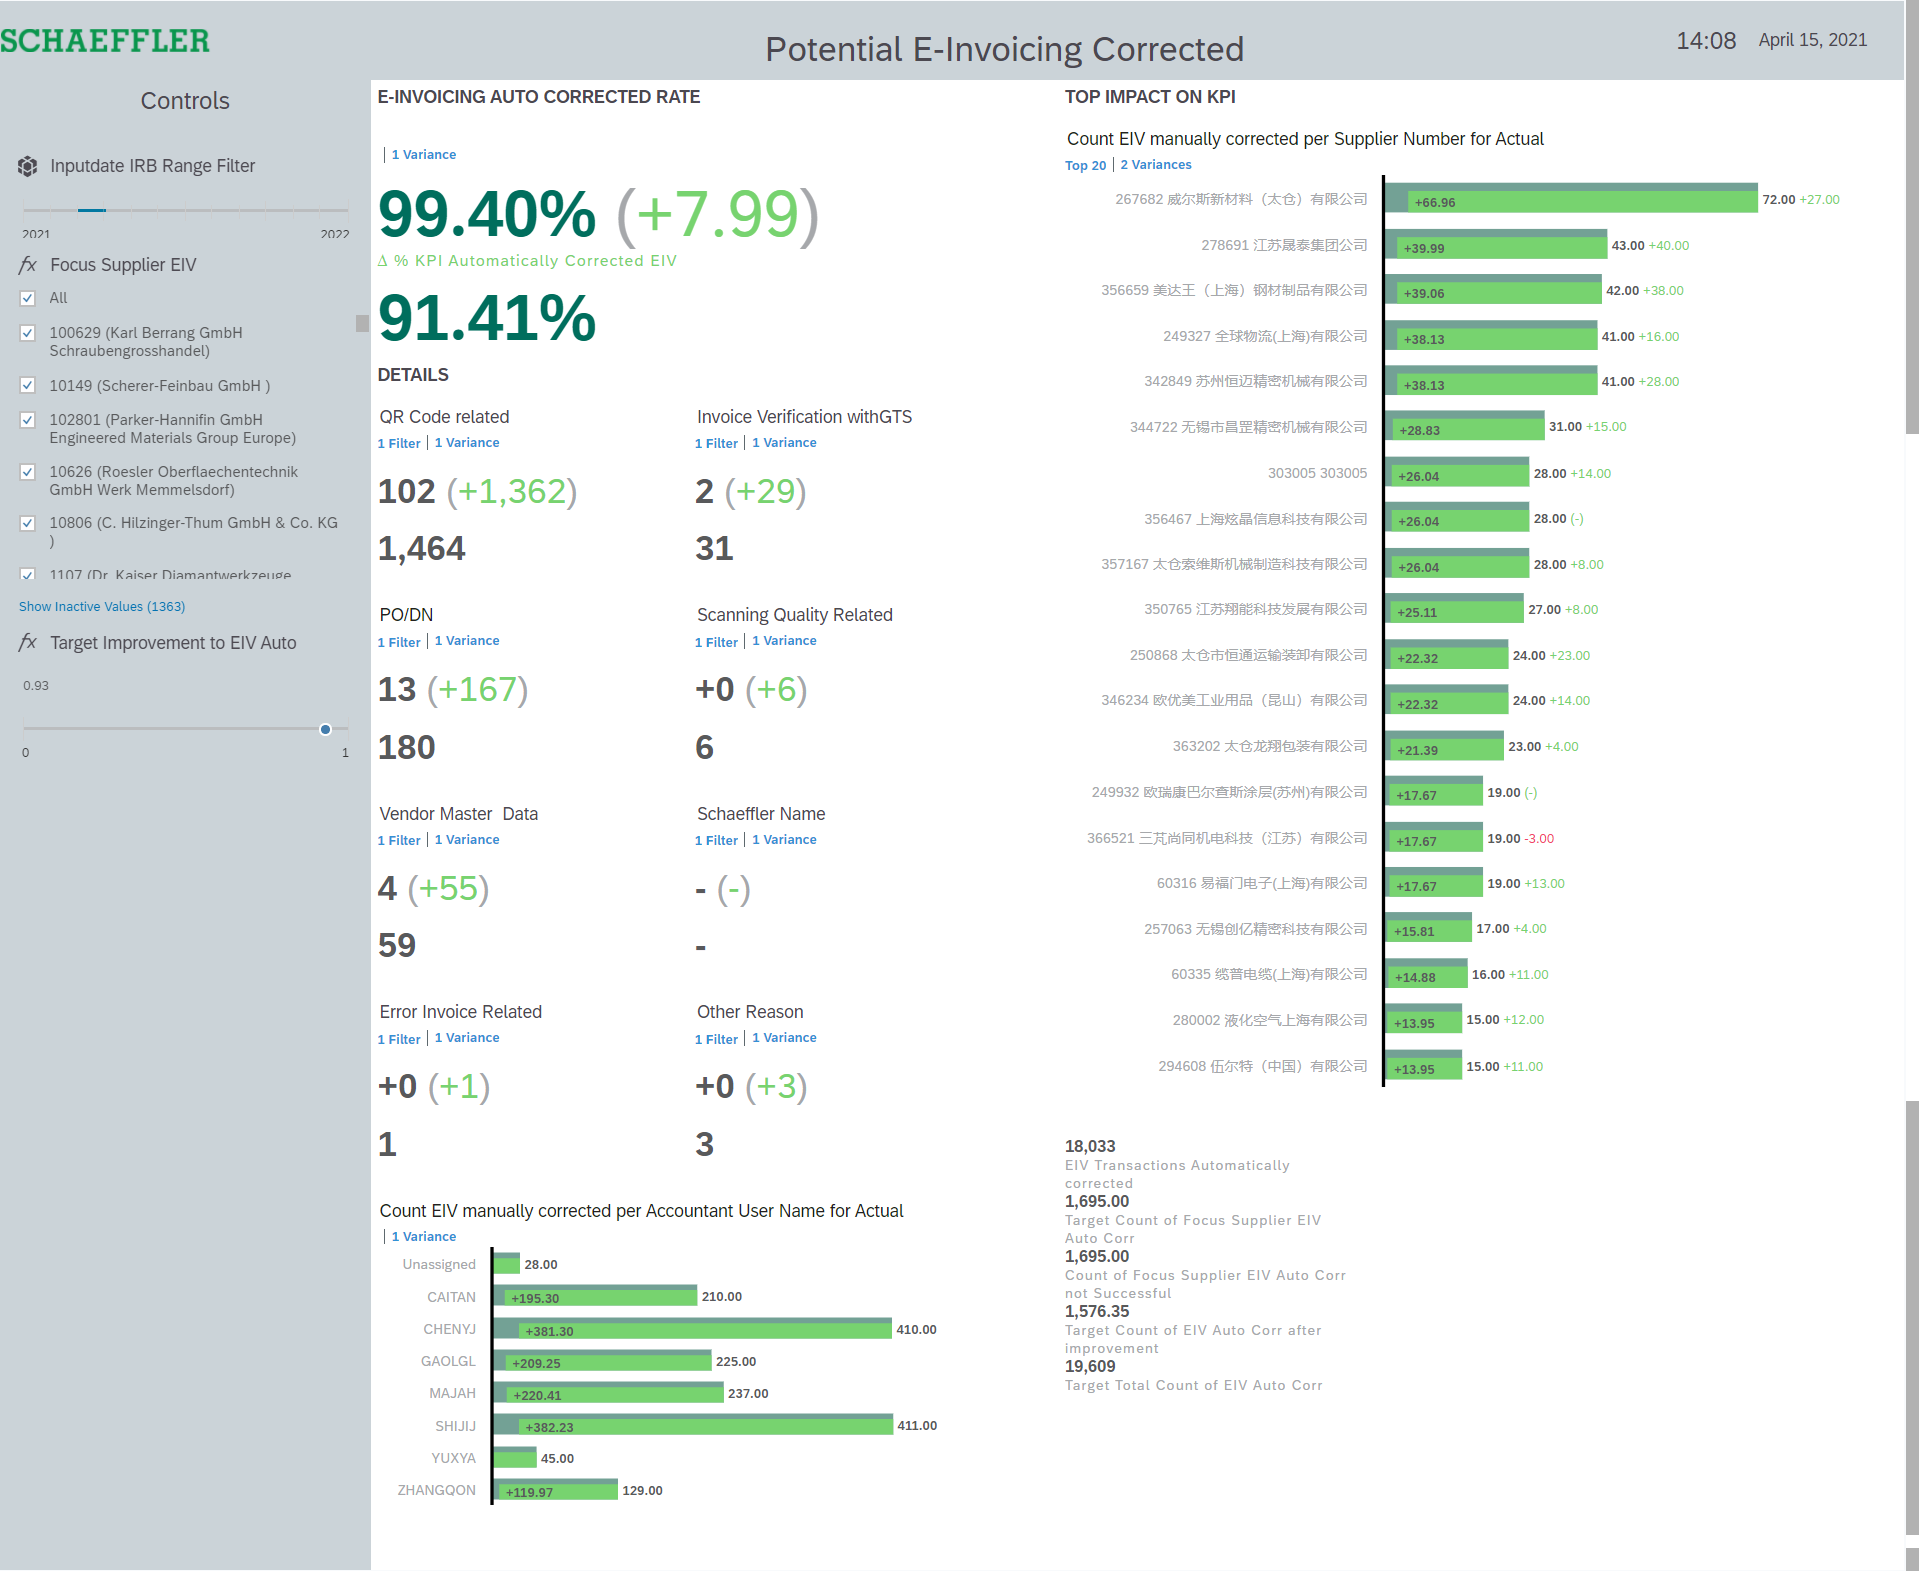 SCHAEFFLER
Potential E-Invoicing Corrected
14:08 April 15, 2021
Controls
Inputdate IRB Range Filter
2021 2022
fx Focus Supplier EIV
All
100629 (Karl Berrang GmbH
Schraubengrosshandel)
10149 (Scherer-Feinbau GmbH )
102801 (Parker-Hannifin GmbH
Engineered Materials Group Europe)
10626 (Roesler Oberflaechentechnik
GmbH Werk Memmelsdorf)
10806 (C. Hilzinger-Thum GmbH & Co. KG
)
1107 (Dr. Kaiser Diamantwerkzeuge
Show Inactive Values (1363)
fx Target Improvement to EIV Auto
0.93
0 1
E-INVOICING AUTO CORRECTED RATE
1 Variance
99.40% (+7.99)
Δ % KPI Automatically Corrected EIV
91.41%
DETAILS
QR Code related
1 Filter 1 Variance
102 (+1,362)
1,464
Invoice Verification withGTS
1 Filter 1 Variance
2 (+29)
31
PO/DN
1 Filter 1 Variance
13 (+167)
180
Scanning Quality Related
1 Filter 1 Variance
+0 (+6)
6
Vendor Master  Data
1 Filter 1 Variance
4 (+55)
59
Schaeffler Name
1 Filter 1 Variance
- (-)
-
Error Invoice Related
1 Filter 1 Variance
+0 (+1)
1
Other Reason
1 Filter 1 Variance
+0 (+3)
3
Count EIV manually corrected per Accountant User Name for Actual
1 Variance
Unassigned 28.00
CAITAN +195.30 210.00
CHENYJ +381.30 410.00
GAOLGL +209.25 225.00
MAJAH +220.41 237.00
SHIJIJ +382.23 411.00
YUXYA 45.00
ZHANGQON +119.97 129.00
TOP IMPACT ON KPI
Count EIV manually corrected per Supplier Number for Actual
Top 20 2 Variances
267682 威尔斯新材料（太仓）有限公司 +66.96 72.00 +27.00
278691 江苏晟泰集团公司 +39.99 43.00 +40.00
356659 美达王（上海）钢材制品有限公司 +39.06 42.00 +38.00
249327 全球物流(上海)有限公司 +38.13 41.00 +16.00
342849 苏州恒迈精密机械有限公司 +38.13 41.00 +28.00
344722 无锡市昌罡精密机械有限公司 +28.83 31.00 +15.00
303005 303005 +26.04 28.00 +14.00
356467 上海炫晶信息科技有限公司 +26.04 28.00 (-)
357167 太仓索维斯机械制造科技有限公司 +26.04 28.00 +8.00
350765 江苏翔能科技发展有限公司 +25.11 27.00 +8.00
250868 太仓市恒通运输装卸有限公司 +22.32 24.00 +23.00
346234 欧优美工业用品（昆山）有限公司 +22.32 24.00 +14.00
363202 太仓龙翔包装有限公司 +21.39 23.00 +4.00
249932 欧瑞康巴尔查斯涂层(苏州)有限公司 +17.67 19.00 (-)
366521 三芃尚同机电科技（江苏）有限公司 +17.67 19.00 -3.00
60316 易福门电子(上海)有限公司 +17.67 19.00 +13.00
257063 无锡创亿精密科技有限公司 +15.81 17.00 +4.00
60335 缆普电缆(上海)有限公司 +14.88 16.00 +11.00
280002 液化空气上海有限公司 +13.95 15.00 +12.00
294608 伍尔特（中国）有限公司 +13.95 15.00 +11.00
18,033
EIV Transactions Automatically
corrected
1,695.00
Target Count of Focus Supplier EIV
Auto Corr
1,695.00
Count of Focus Supplier EIV Auto Corr
not Successful
1,576.35
Target Count of EIV Auto Corr after
improvement
19,609
Target Total Count of EIV Auto Corr